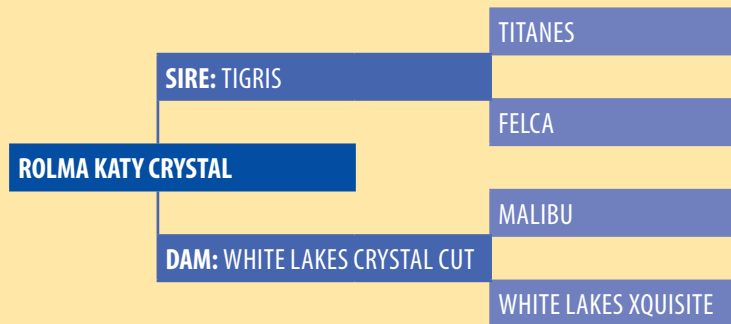 TITANES
SIRE: TIGRIS
FELCA
ROLMA KATY CRYSTAL
MALIBU
DAM: WHITE LAKES CRYSTAL CUT
WHITE LAKES XQUISITE